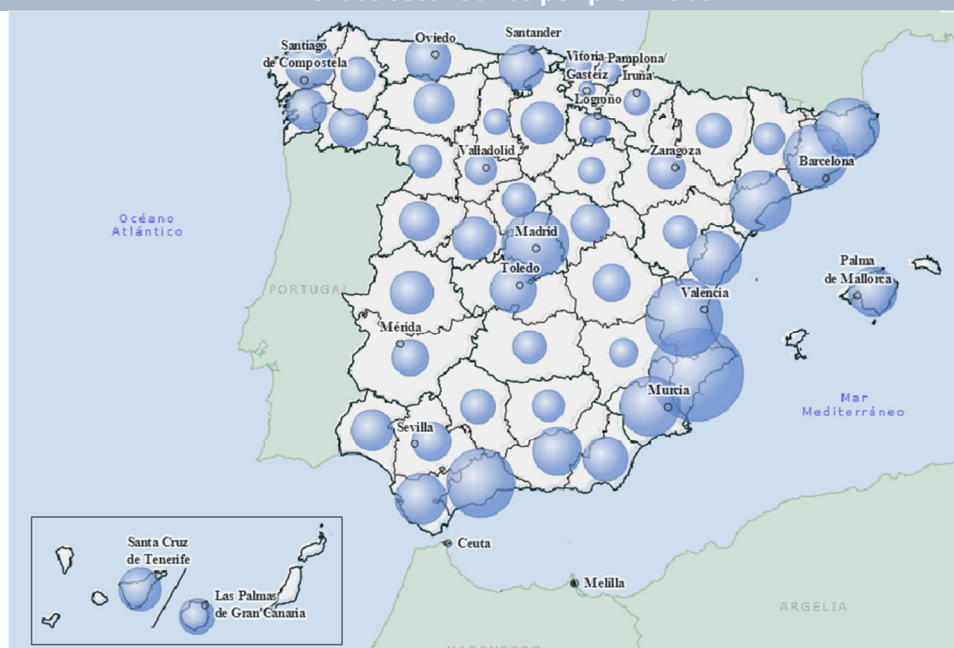 Santander
Oviedo
Santiago
de Compostela
Vitoria
Gasteiz
Pamplona/
Iruña
Logroño
Valladolid
Zaragoza
Barcelona
Océano
Atlántico
Madrid
Toledo
Palma
de Mallorca
PORTUGAL
Valencia
Mérida
Murcia
Mar
Mediterráneo
Sevilla
Ceuta
Santa Cruz
de Tenerife
Las Palmas
de Gran Canaria
Melilla
ARGELIA